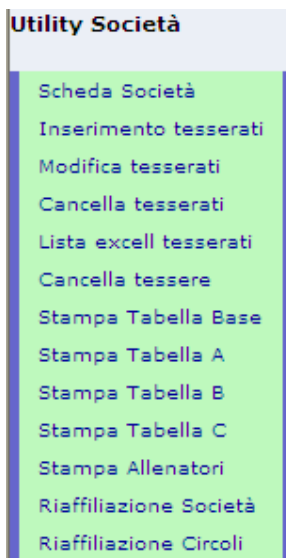 Utility Società
Scheda Società
Inserimento tesserati
Modifica tesserati
Cancella tesserati
Lista excell tesserati
Cancella tessere
Stampa Tabella Base
Stampa Tabella A
Stampa Tabella B
Stampa Tabella C
Stampa Allenatori
Riaffiliazione Società
Riaffiliazione Circoli